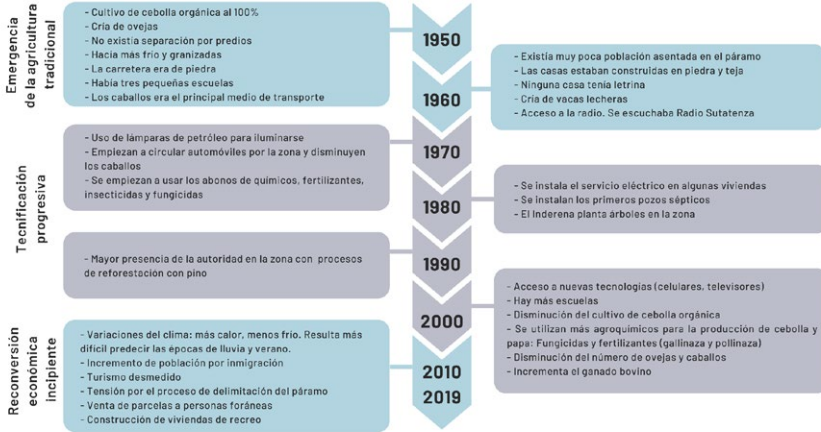 Emergencia
de la agricultura
tradicional
- Cultivo de cebolla orgánica al 100%
- Cría de ovejas
- No existía separación por predios
- Hacía más frío y granizadas
- La carretera era de piedra
- Había tres pequeñas escuelas
- Los caballos era el principal medio de transporte
1950
1960
- Existía muy poca población asentada en el páramo
- Las casas estaban construidas en piedra y teja
- Ninguna casa tenía letrina
- Cría de vacas lecheras
- Acceso a la radio. Se escuchaba Radio Sutatenza
Tecnificación
progresiva
- Uso de lámparas de petróleo para iluminarse
- Empiezan a circular automóviles por la zona y disminuyen
los caballos
- Se empiezan a usar los abonos de químicos, fertilizantes,
insecticidas y fungicidas
1970
1980
- Se instala el servicio eléctrico en algunas viviendas
- Se instalan los primeros pozos sépticos
- El Inderena planta árboles en la zona
- Mayor presencia de la autoridad en la zona con procesos
de reforestación con pino
1990
2000
- Acceso a nuevas tecnologías (celulares, televisores)
- Hay más escuelas
- Disminución del cultivo de cebolla orgánica
- Se utilizan más agroquímicos para la producción de cebolla y
papa: Fungicidas y fertilizantes (gallinaza y pollinaza)
- Disminución del número de ovejas y caballos
- Incrementa el ganado bovino
Reconversión
económica
incipiente
- Variaciones del clima: más calor, menos frío. Resulta más
difícil predecir las épocas de lluvia y verano.
- Incremento de población por inmigración
- Turismo desmedido
- Tensión por el proceso de delimitación del páramo
- Venta de parcelas a personas foráneas
- Construcción de viviendas de recreo
2010
2019